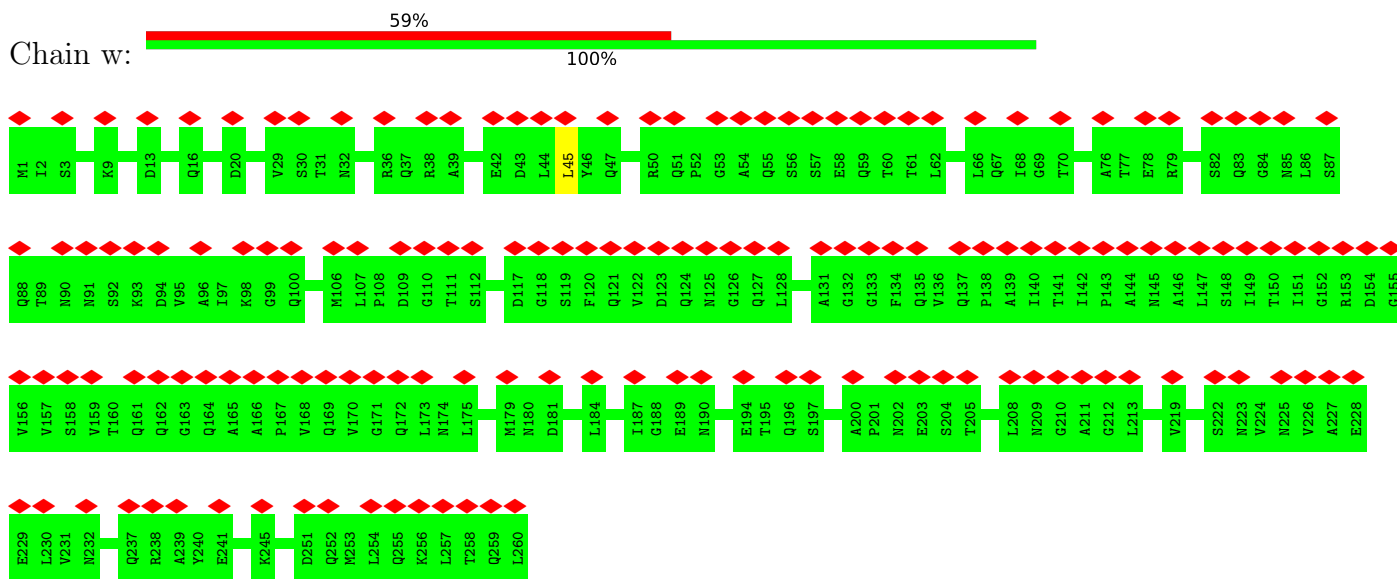 59%
Chain w:
100%
M1 I2 S3 K9 D13 Q16 D20 V29 S30 T31 N32 R36 Q37 R38 A39 E42 D43 L44 L45 Y46 Q47 R50 Q51 P52 G53 A54 Q55 S56 S57 E58 Q59 T60 T61 L62 L66 Q67 I68 G69 T70 A76 T77 E78 R79 S82 Q83 G84 N85 L86 S87
Q88 T89 N90 N91 S92 K93 D94 V95 A96 I97 K98 G99 Q100 M106 L107 P108 D109 G110 T111 S112 D117 G118 S119 F120 Q121 V122 D123 Q124 N125 G126 Q127 L128 A131 G132 G133 F134 Q135 V136 Q137 P138 A139 I140 T141 I142 P143 A144 N145 A146 L147 S148 I149 T150 I151 G152 R153 D154 G155
V156 V157 S158 V159 T160 Q161 Q162 G163 Q164 A165 A166 P167 V168 Q169 V170 G171 Q172 L173 N174 L175 M179 N180 D181 L184 I187 G188 E189 N190 E194 T195 Q196 S197 A200 P201 N202 E203 S204 T205 L208 N209 G210 A211 G212 L213 V219 S222 N223 V224 N225 V226 A227 E228
E229 L230 V231 N232 Q237 R238 A239 Y240 E241 K245 D251 Q252 M253 L254 Q255 K256 L257 T258 Q259 L260